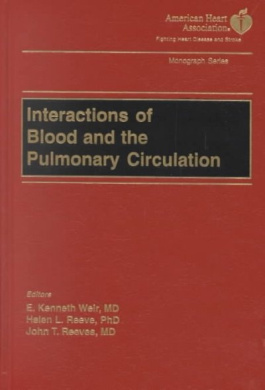 American Heart
Association®
Fighting Heart Disease and Stroke
Monograph Series
Interactions of
Blood and the
Pulmonary Circulation
Editors
E. Kenneth Weir, MD
Helen L. Reeve, PhD
John T. Reeves, MD